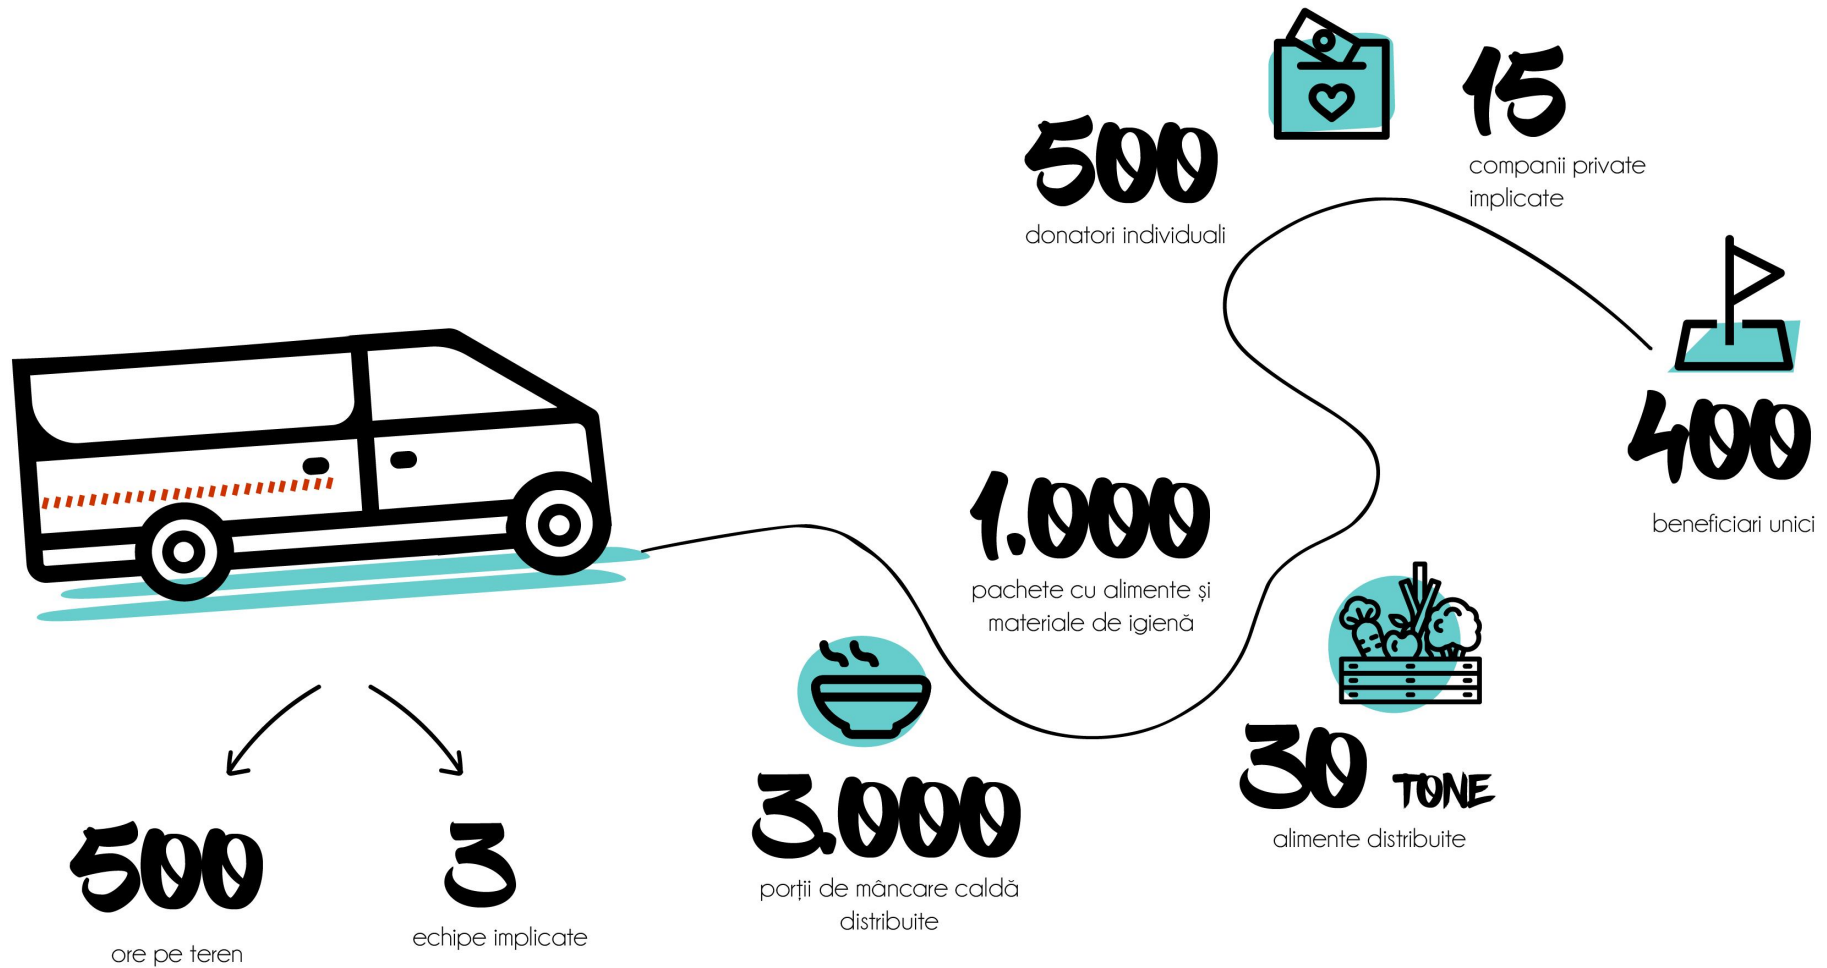 500
ore pe teren
3
echipe implicate
3.000
porții de mâncare caldă
distribuite
1.000
pachete cu alimente și
materiale de igienă
30 TONE
alimente distribuite
500
donatori individuali
15
companii private
implicate
400
beneficiari unici